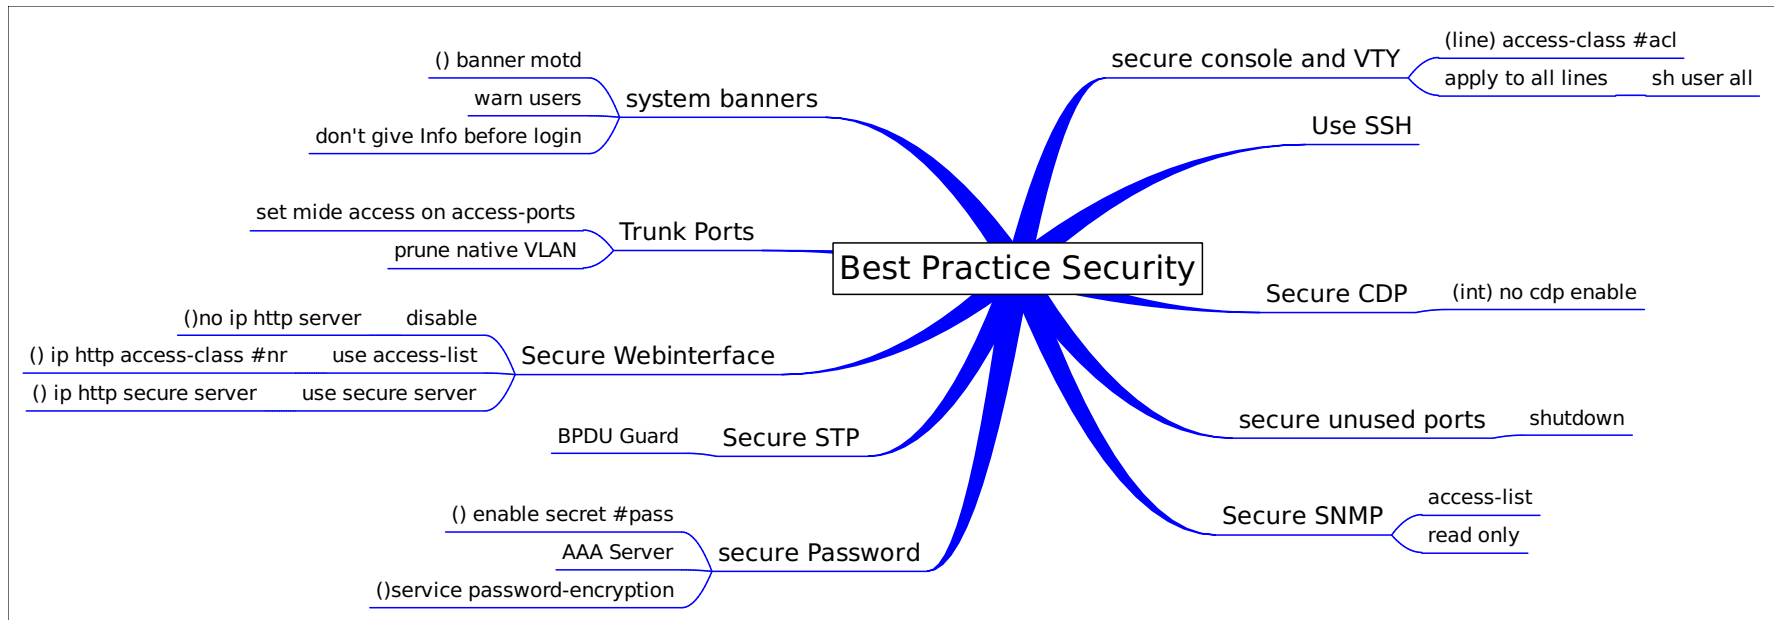 Best Practice Security
system banners
() banner motd
warn users
don't give Info before login
Trunk Ports
set mide access on access-ports
prune native VLAN
Secure Webinterface
disable
()no ip http server
use access-list
() ip http access-class #nr
use secure server
() ip http secure server
Secure STP
BPDU Guard
secure Password
() enable secret #pass
AAA Server
()service password-encryption
secure console and VTY
(line) access-class #acl
apply to all lines
sh user all
Use SSH
Secure CDP
(int) no cdp enable
secure unused ports
shutdown
Secure SNMP
access-list
read only